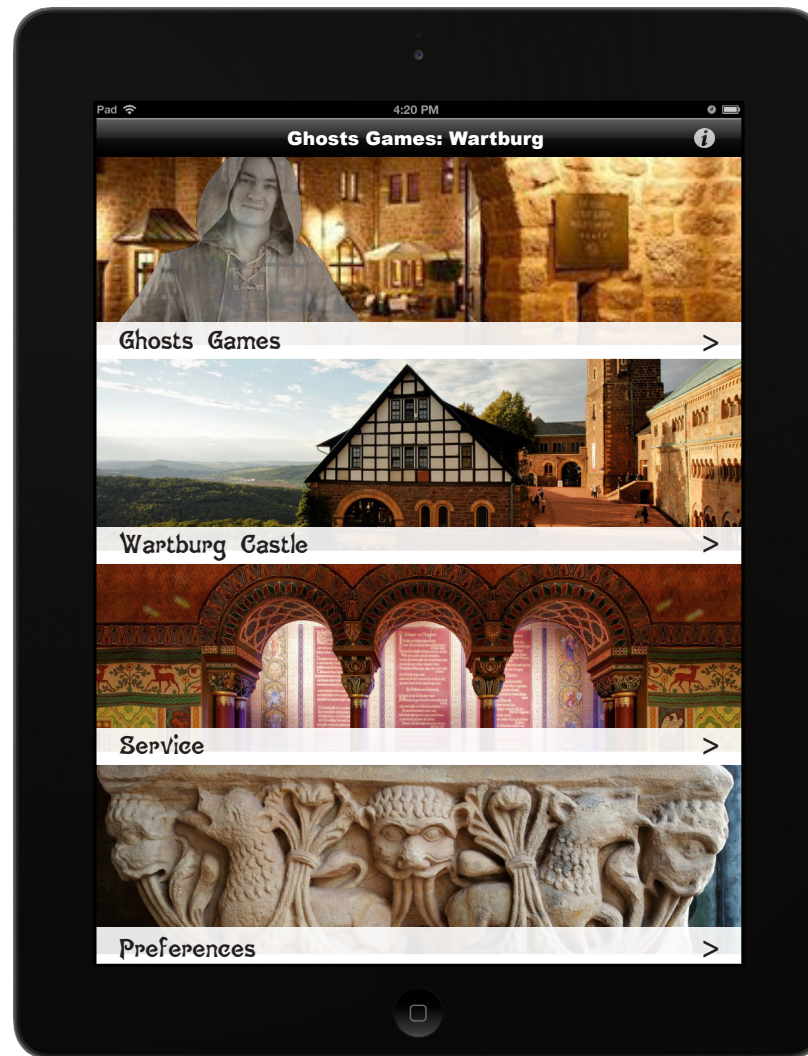 Pad
4:20 PM
Ghosts Games: Wartburg
i
Ghosts Games
>
Wartburg Castle
>
Service
>
Preferences
>